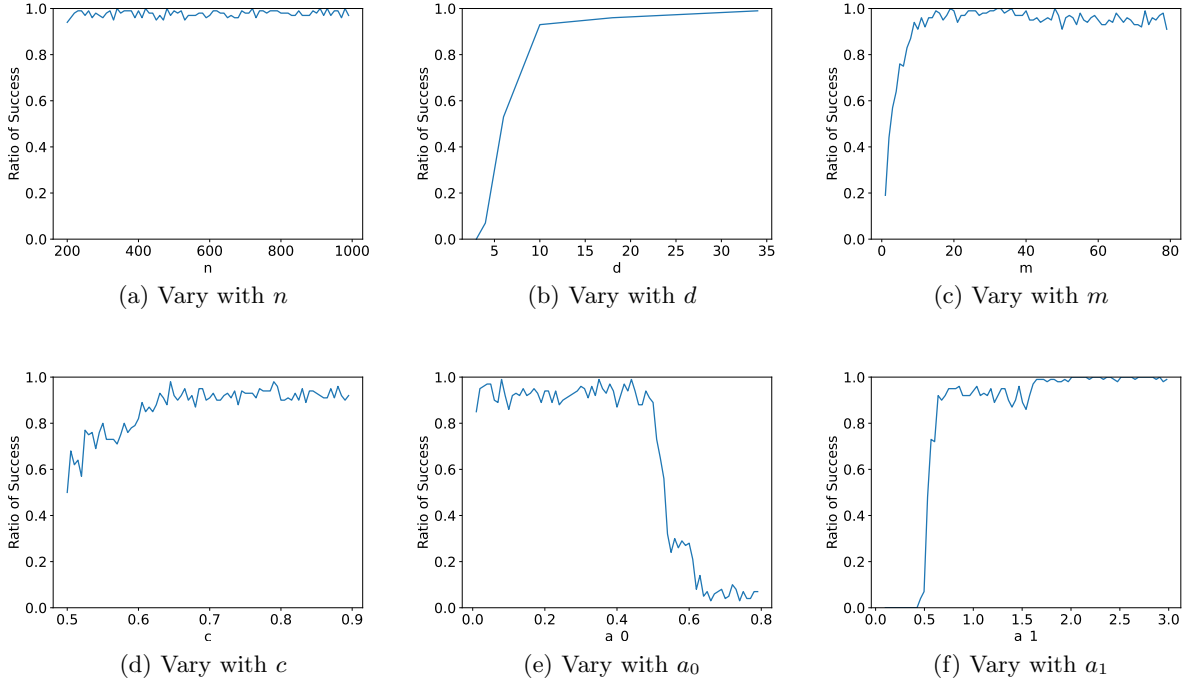 1.0
0.8
0.6
0.4
0.2
0.0
Ratio of Success
200 400 600 800 1000
n
(a) Vary with n
1.0
0.8
0.6
0.4
0.2
0.0
Ratio of Success
5 10 15 20 25 30 35
d
(b) Vary with d
1.0
0.8
0.6
0.4
0.2
0.0
Ratio of Success
0 20 40 60 80
m
(c) Vary with m
1.0
0.8
0.6
0.4
0.2
0.0
Ratio of Success
0.5 0.6 0.7 0.8 0.9
c
(d) Vary with c
1.0
0.8
0.6
0.4
0.2
0.0
Ratio of Success
0.0 0.2 0.4 0.6 0.8
a_0
(e) Vary with a₀
1.0
0.8
0.6
0.4
0.2
0.0
Ratio of Success
0.0 0.5 1.0 1.5 2.0 2.5 3.0
a_1
(f) Vary with a₁